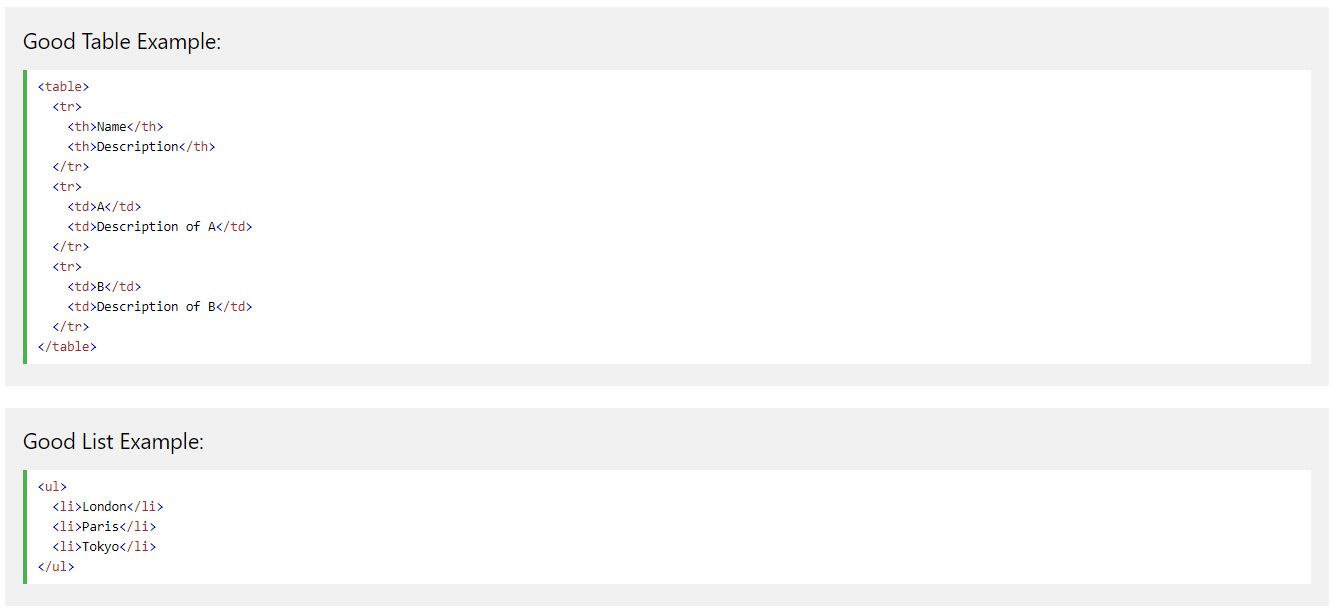 Good Table Example:
<table>
  <tr>
    <th>Name</th>
    <th>Description</th>
  </tr>
  <tr>
    <td>A</td>
    <td>Description of A</td>
  </tr>
  <tr>
    <td>B</td>
    <td>Description of B</td>
  </tr>
</table>
Good List Example:
<ul>
  <li>London</li>
  <li>Paris</li>
  <li>Tokyo</li>
</ul>